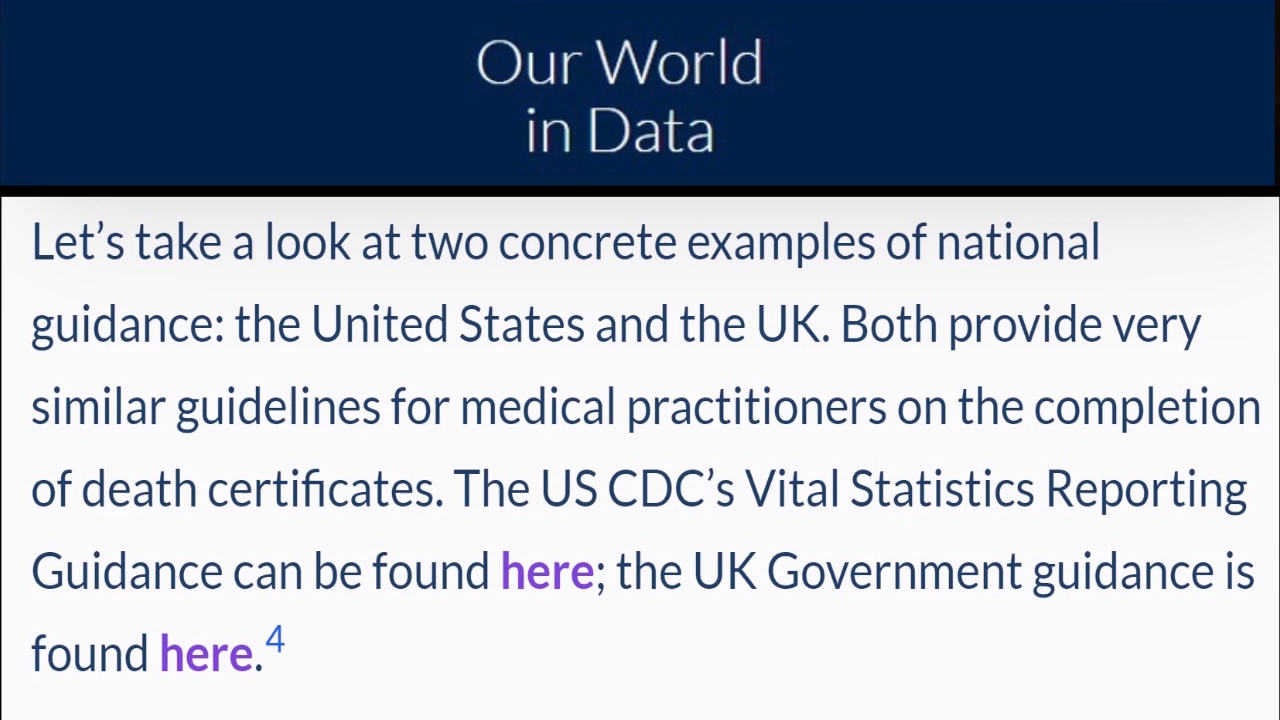 Our World
in Data
Let’s take a look at two concrete examples of national
guidance: the United States and the UK. Both provide very
similar guidelines for medical practitioners on the completion
of death certificates. The US CDC’s Vital Statistics Reporting
Guidance can be found here; the UK Government guidance is
found here.4